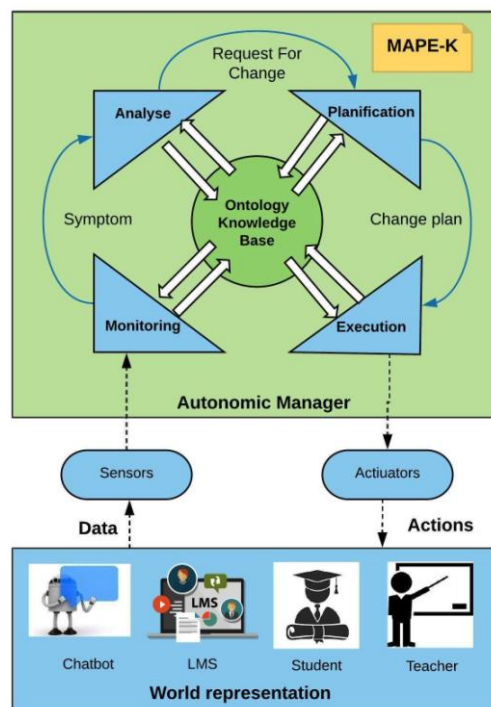 MAPE-K
Request For
Change
Analyse
Planification
Symptom
Ontology
Knowledge
Base
Change plan
Monitoring
Execution
Autonomic Manager
Sensors
Actiuators
Data
Actions
LMS
Chatbot
LMS
Student
Teacher
World representation